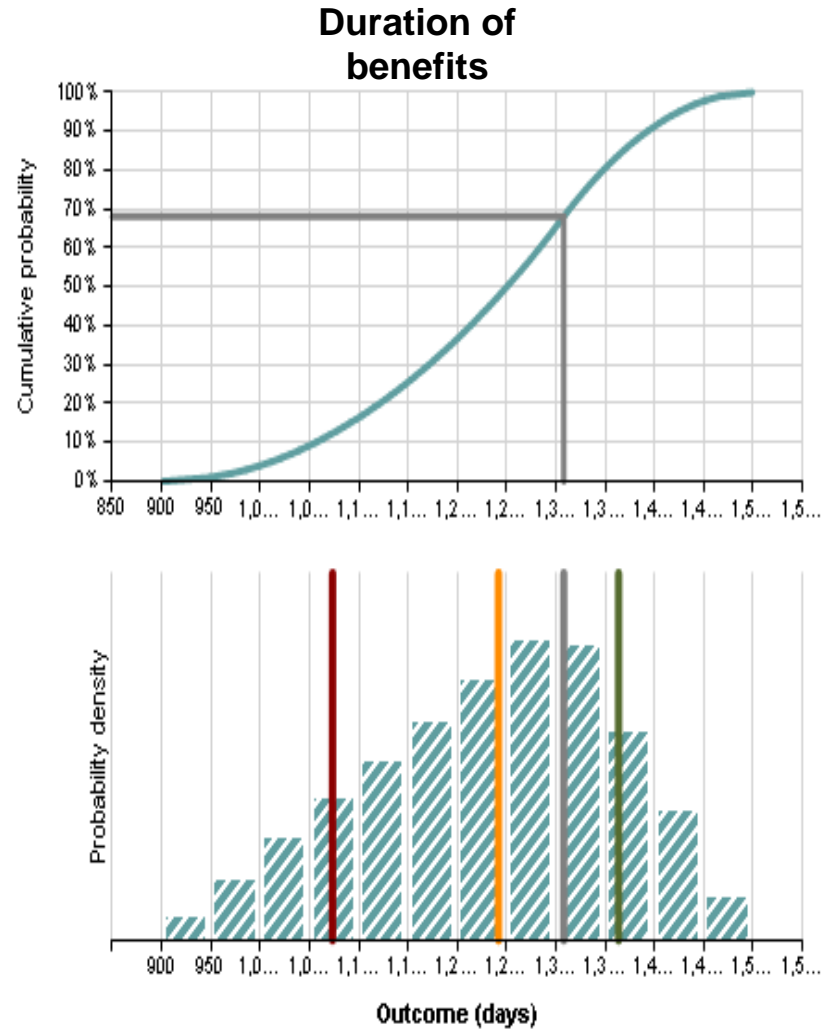 Duration of
benefits
Cumulative probability
100%
90%
80%
70%
60%
50%
40%
30%
20%
10%
0%
850 900 950 1,0... 1,0... 1,1... 1,1... 1,2... 1,2... 1,3... 1,3... 1,4... 1,4... 1,5... 1,5...
Probability density
900 950 1,0... 1,0... 1,1... 1,1... 1,2... 1,2... 1,3... 1,3... 1,4... 1,4... 1,5... 1,5...
Outcome (days)